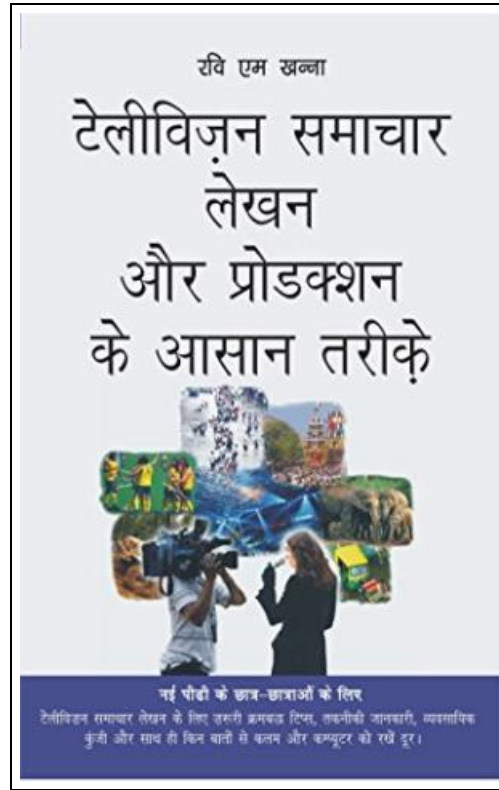 रवि एम खन्ना
टेलीविज़न समाचार
लेखन
और प्रोडक्शन
के आसान तरीक़े
नई पीढी के छात्र-छात्राओं के लिए
टेलीविज़न समाचार लेखन के लिए ज़रूरी क्रमबद्ध टिप्स, तकनीकी जानकारी, व्यवसायिक
कुंजी और साथ ही किन बातों से कलम और कम्प्यूटर को रखें दूर।